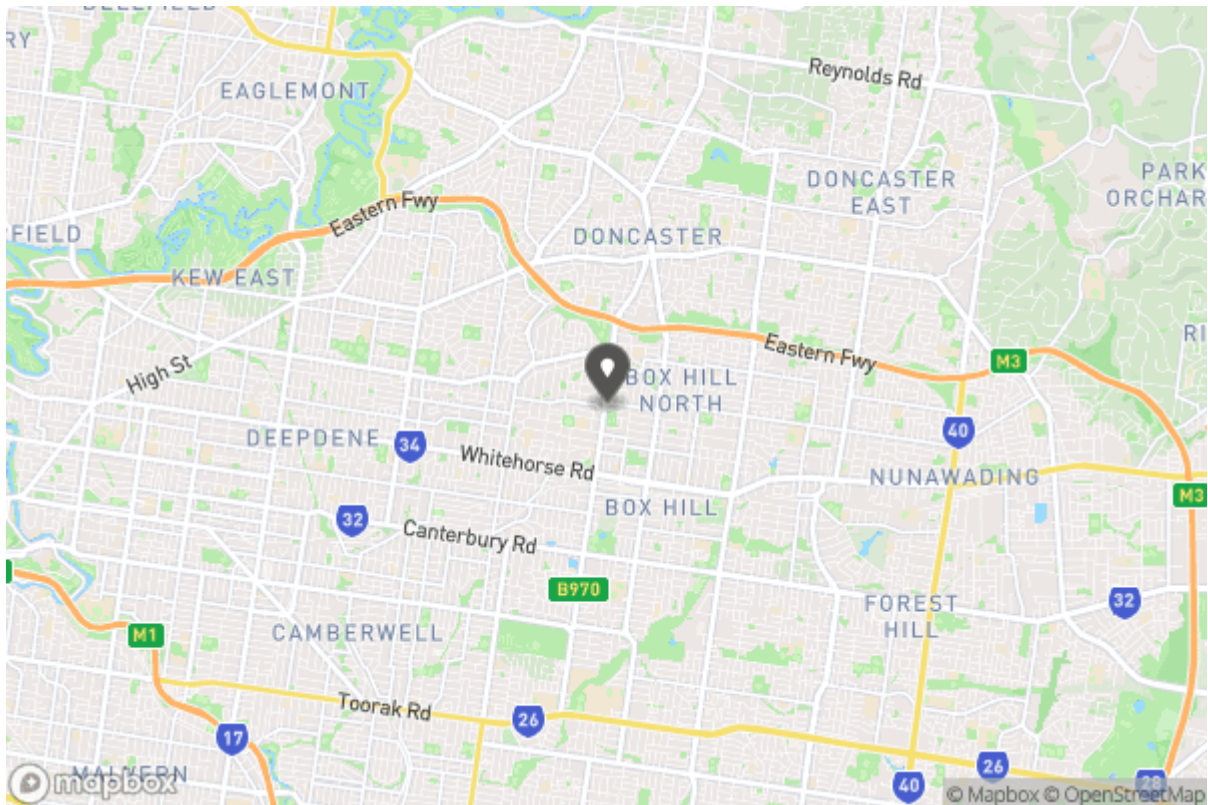 Reynolds Rd
EAGLEMONT
PARK
ORCHAR
DONCASTER
EAST
Eastern Fwy
FIELD
DONCASTER
KEW EAST
RI
High St
Eastern Fwy
M3
BOX HILL
NORTH
DEEPDENE
34
40
Whitehorse Rd
NUNAWADING
M3
BOX HILL
32
Canterbury Rd
B970
FOREST
HILL
32
CAMBERWELL
M1
Toorak Rd
26
17
26
MALVERN
mapbox
40
28
© Mapbox © OpenStreetMap